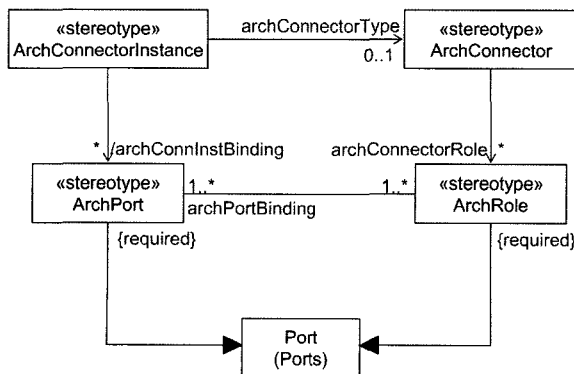 «stereotype»
ArchConnectorInstance
archConnectorType
0..1
«stereotype»
ArchConnector
* /archConnInstBinding
archConnectorRole *
«stereotype»
ArchPort
1..*
archPortBinding
1..*
«stereotype»
ArchRole
{required}
{required}
Port
(Ports)